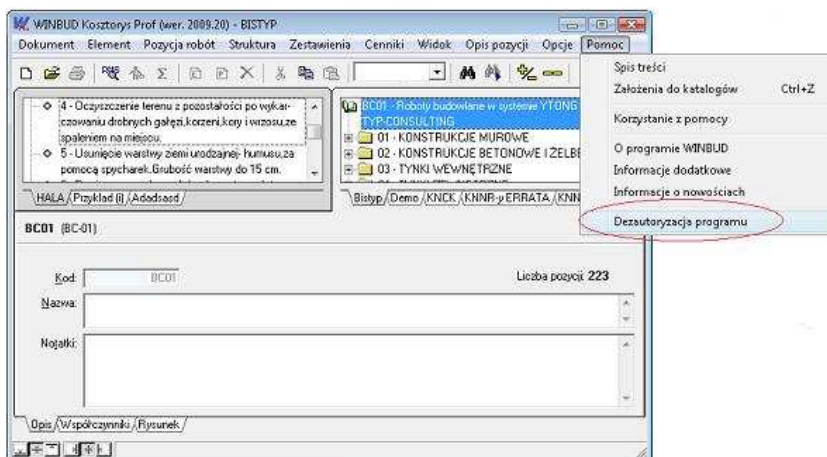 WINBUD Kosztorys Prof (wer. 2009.20) - BISTYP
Dokument Element Pozycja robót Struktura Zestawienia Cenniki Widok Opis pozycji Opcje Pomoc
Spis treści
Założenia do katalogów Ctrl+Z
Korzystanie z pomocy
O programie WINBUD
Informacje dodatkowe
Informacje o nowościach
Dezautoryzacja programu
4 - Oczyszczenie terenu z pozostałości po wykar-
czowaniu drobnych gałęzi,korzeni,kory i wrzosu,ze
spaleniem na miejscu.
5 - Usunięcie warstwy ziemi urodzajnej- humusu,za
pomocą spycharek.Grubość warstwy do 15 cm.
HALA Przykład (i) Adadsasd
BC01 - Roboty budowlane w systemie YTONG
TYP-CONSULTING
01 - KONSTRUKCJE MUROWE
02 - KONSTRUKCJE BETONOWE I ŻELBE
03 - TYNKI WEWNĘTRZNE
Bistyp Demo KNCK KNNR-y ERRATA KNN
BC01 (BC-01)
Kod: BC01 Liczba pozycji: 223
Nazwa:
Notatki:
Opis Współczynniki Rysunek